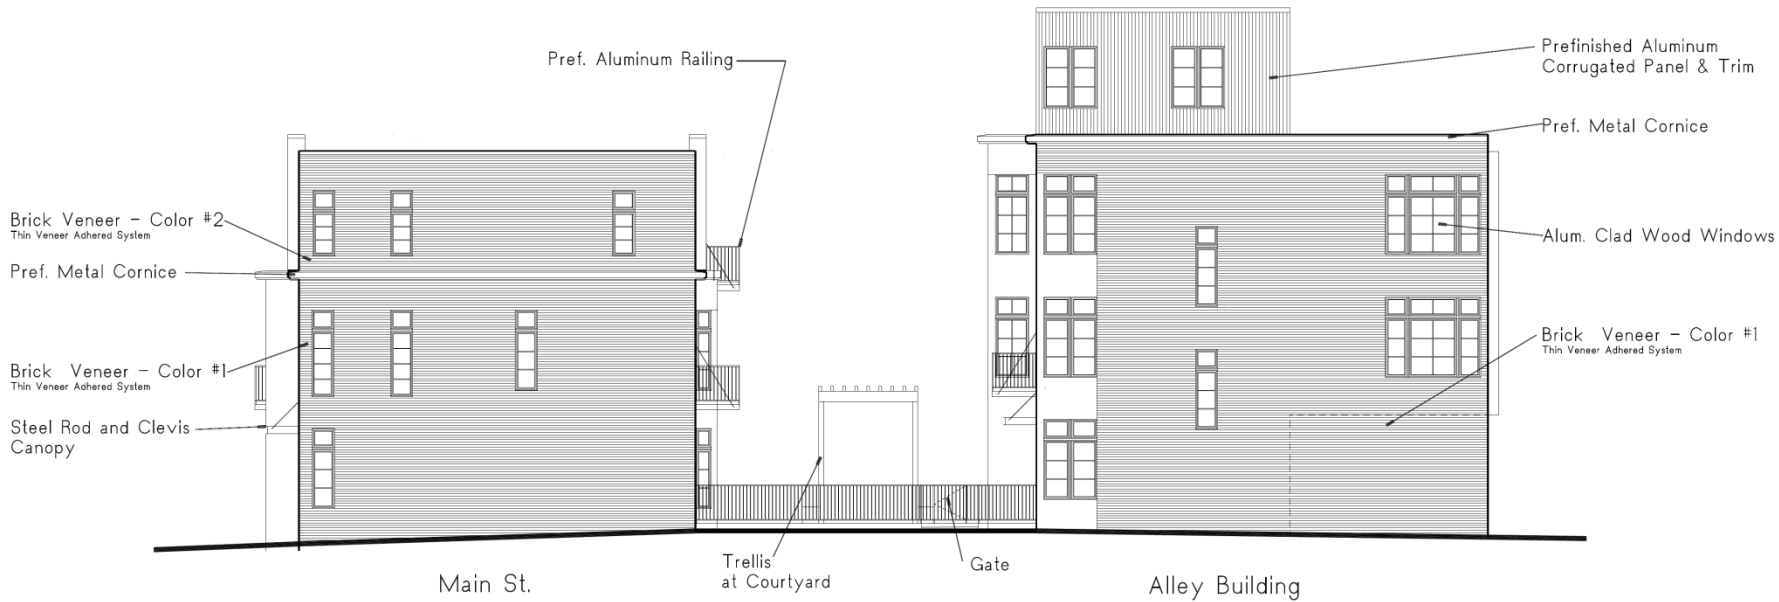 Pref. Aluminum Railing
Prefinished Aluminum
Corrugated Panel & Trim
Pref. Metal Cornice
Brick Veneer - Color #2
Thin Veneer Adhered System
Pref. Metal Cornice
Alum. Clad Wood Windows
Brick Veneer - Color #1
Thin Veneer Adhered System
Brick Veneer - Color #1
Thin Veneer Adhered System
Steel Rod and Clevis
Canopy
Trellis
at Courtyard
Gate
Main St.
Alley Building